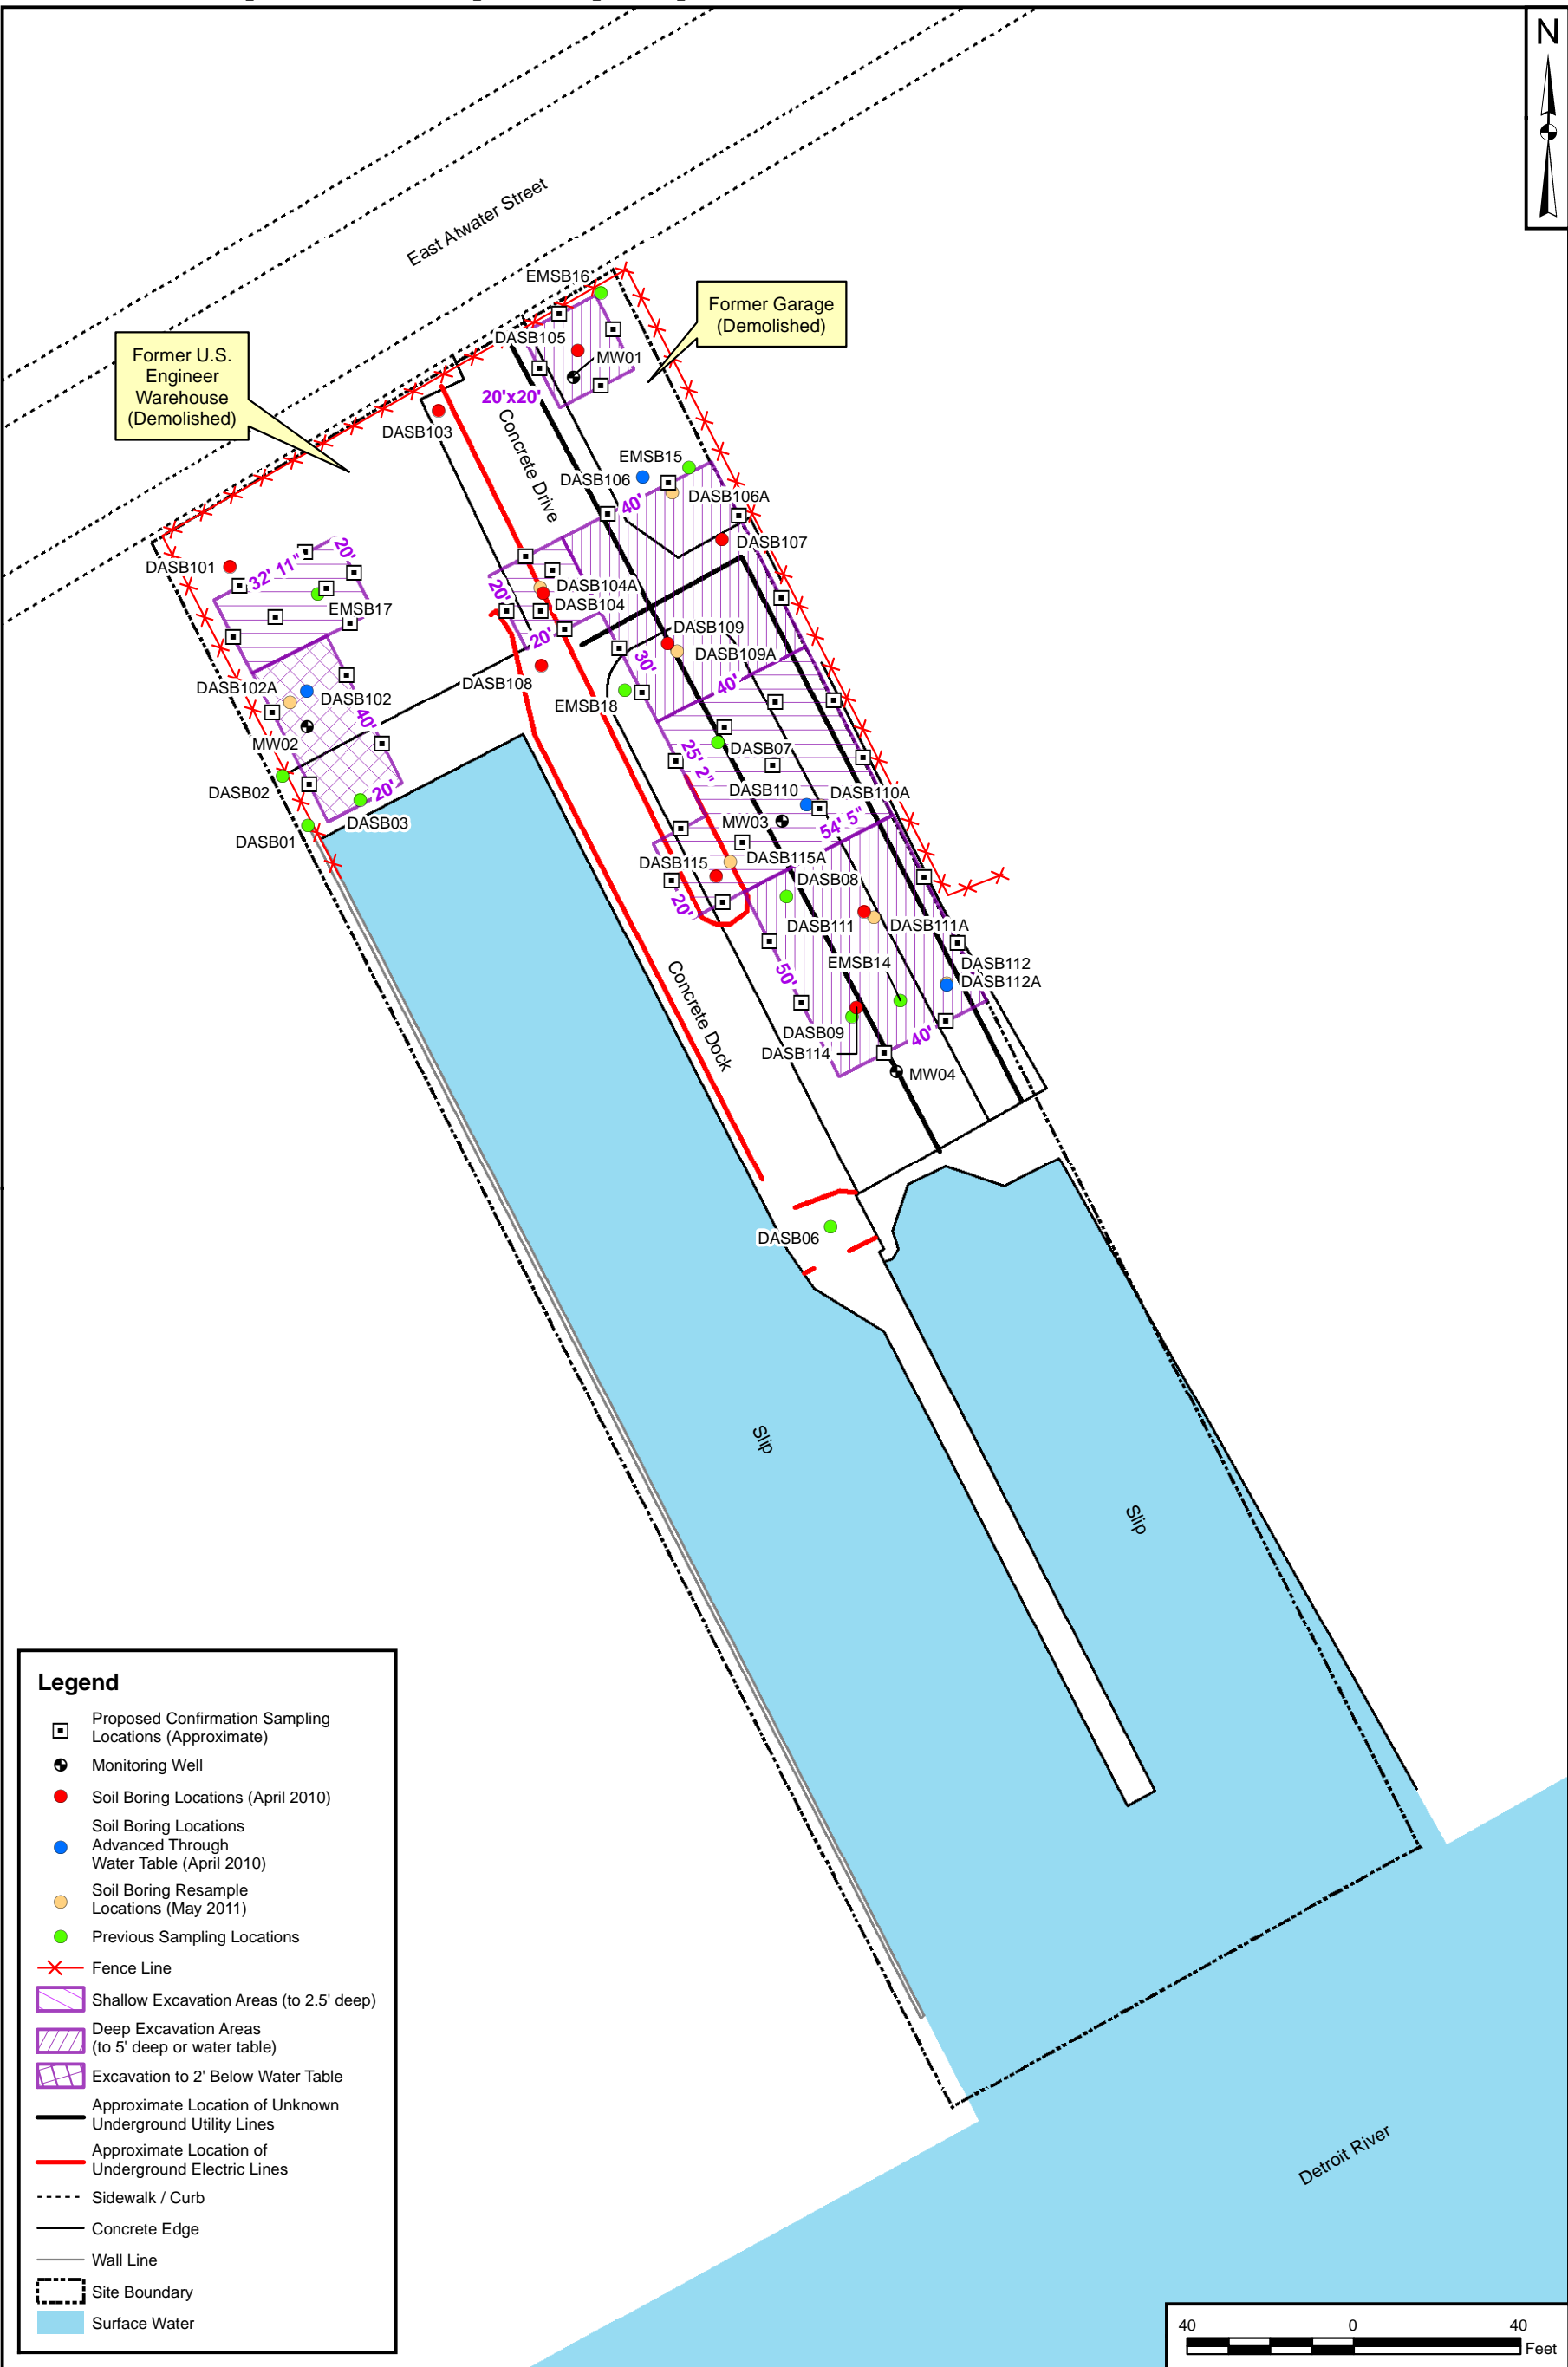 N
East Atwater Street
EMSB16
Former Garage
(Demolished)
Former U.S.
Engineer
Warehouse
(Demolished)
DASB105
MW01
20'x20'
DASB103
Concrete Drive
EMSB15
DASB106
40'
DASB106A
DASB107
DASB101
32' 11"
20'
EMSB17
20'
DASB104A
DASB104
20'
DASB109
DASB109A
30'
40'
DASB108
EMSB18
DASB102A
DASB102
40'
MW02
DASB02
20'
DASB03
DASB01
DASB07
25' 2"
DASB110
DASB110A
MW03
54' 5"
DASB115
DASB115A
DASB08
20'
DASB111
DASB111A
EMSB14
DASB112
DASB112A
50'
DASB09
40'
DASB114
MW04
Concrete Dock
DASB06
Slip
Slip
Detroit River
Legend
Proposed Confirmation Sampling
Locations (Approximate)
Monitoring Well
Soil Boring Locations (April 2010)
Soil Boring Locations
Advanced Through
Water Table (April 2010)
Soil Boring Resample
Locations (May 2011)
Previous Sampling Locations
Fence Line
Shallow Excavation Areas (to 2.5' deep)
Deep Excavation Areas
(to 5' deep or water table)
Excavation to 2' Below Water Table
Approximate Location of Unknown
Underground Utility Lines
Approximate Location of
Underground Electric Lines
Sidewalk / Curb
Concrete Edge
Wall Line
Site Boundary
Surface Water
40 0 40
Feet